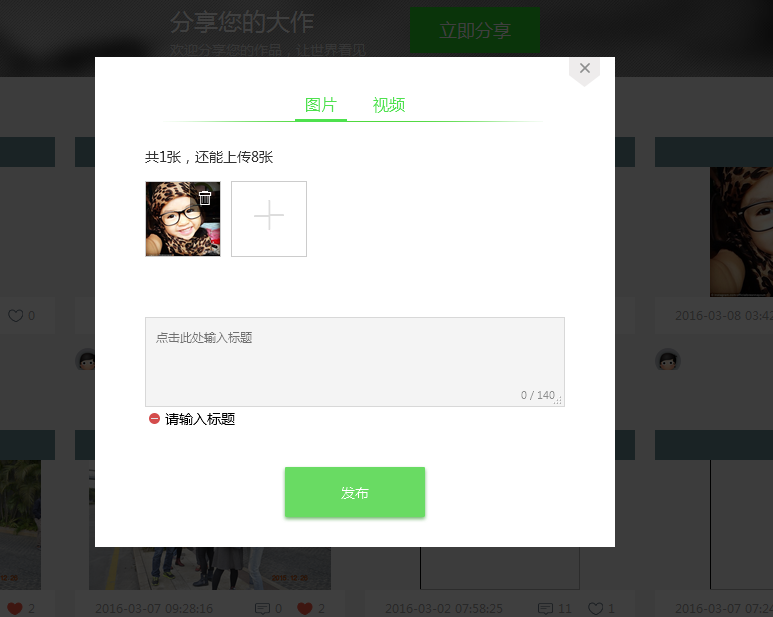 分享您的大作
欢迎分享您的作品，让世界看见
立即分享
图片 视频
共1张，还能上传8张
点击此处输入标题
0 / 140
请输入标题
发布
0
2016-03-08 03:42
2
2016-03-07 09:28:16 0 2
2016-03-02 07:58:25 11 1
2016-03-07 07:24